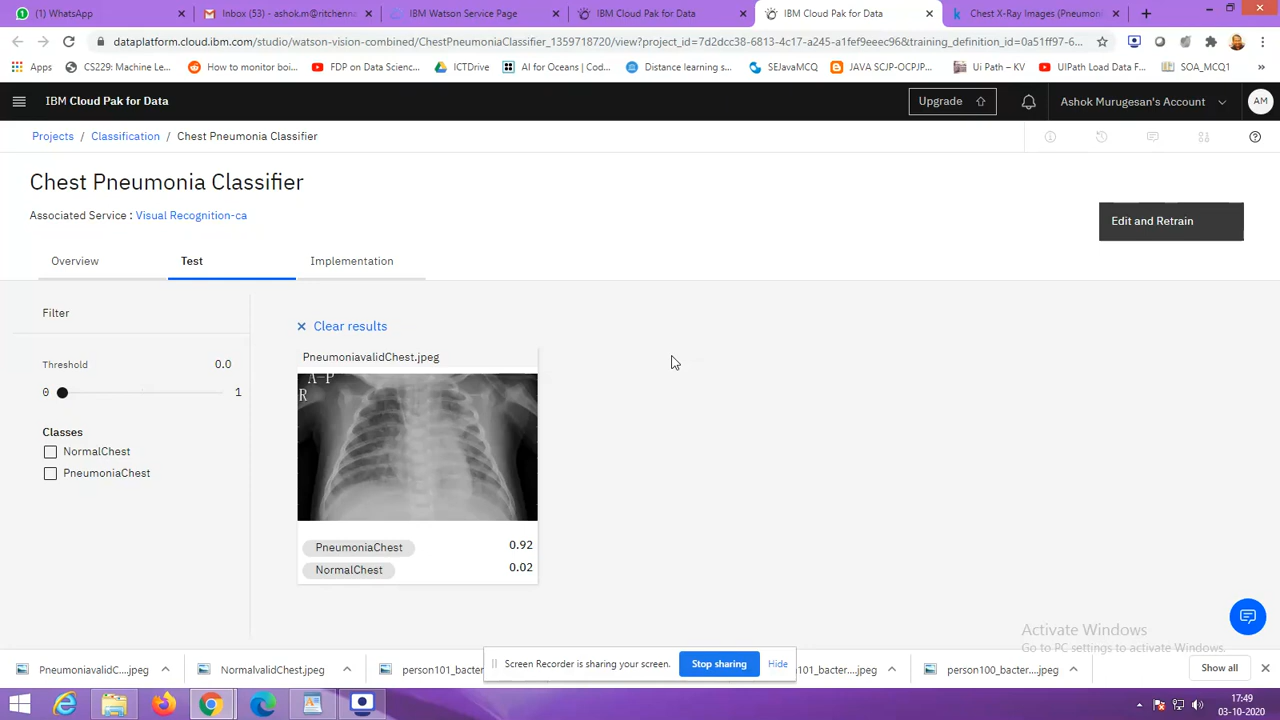 (1) WhatsApp
Inbox (53) - ashok.m@ritchenna
IBM Watson Service Page
IBM Cloud Pak for Data
IBM Cloud Pak for Data
Chest X-Ray Images (Pneumoni
dataplatform.cloud.ibm.com/studio/watson-vision-combined/ChestPneumoniaClassifier_1359718720/view?project_id=7d2dcc38-6813-4c17-a245-a1fef9eeec96&training_definition_id=0a51ff97-6...
Apps
CS229: Machine Le...
How to monitor boi...
FDP on Data Scienc...
ICTDrive
AI for Oceans | Cod...
Distance learning s...
SEJavaMCQ
JAVA SCJP-OCPJP...
Ui Path – KV
UIPath Load Data F...
SOA_MCQ1
»
IBM Cloud Pak for Data
Upgrade
Ashok Murugesan's Account
AM
Projects / Classification / Chest Pneumonia Classifier
Chest Pneumonia Classifier
Associated Service : Visual Recognition-ca
Edit and Retrain
Overview
Test
Implementation
Filter
Threshold
0.0
0
1
Classes
NormalChest
PneumoniaChest
Clear results
PneumoniavalidChest.jpeg
A-P
R
PneumoniaChest
0.92
NormalChest
0.02
Activate Windows
Go to PC settings to activate Windows.
PneumoniavalidC....jpeg
NormalvalidChest.jpeg
person101_bacte
101_bacter....jpeg
person100_bacter....jpeg
Show all
Screen Recorder is sharing your screen.
Stop sharing
Hide
17:49
03-10-2020